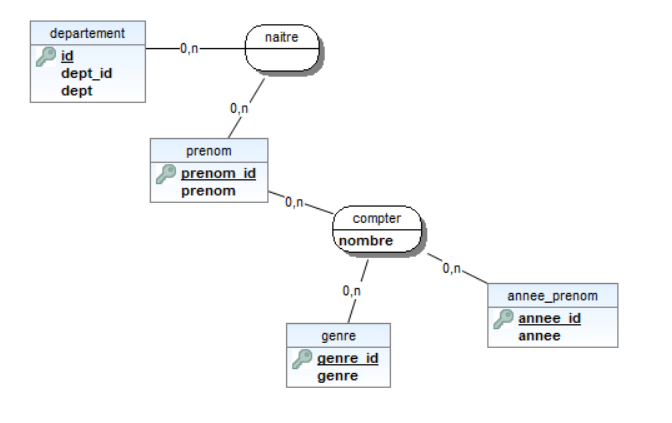 departement
id
dept_id
dept
0,n
naitre
0,n
prenom
prenom_id
prenom
0,n
compter
nombre
0,n
0,n
annee_prenom
annee_id
annee
genre
genre_id
genre